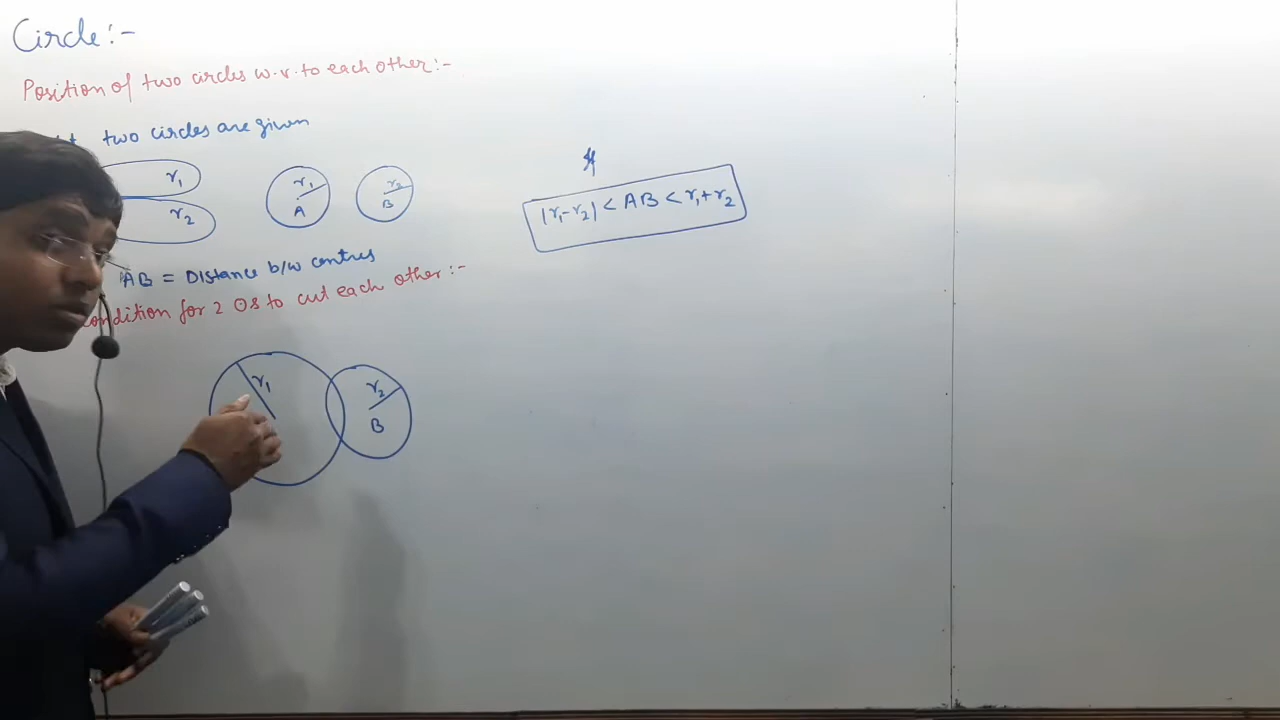 Circle:-
Position of two circles w.r.to each other:-
two circles are given
r1
r2
r1
A
r2
B
AB = Distance b/w centres
condition for 2 Os to cut each other:-
r1
r2
B
|r1-r2| < AB < r1+r2